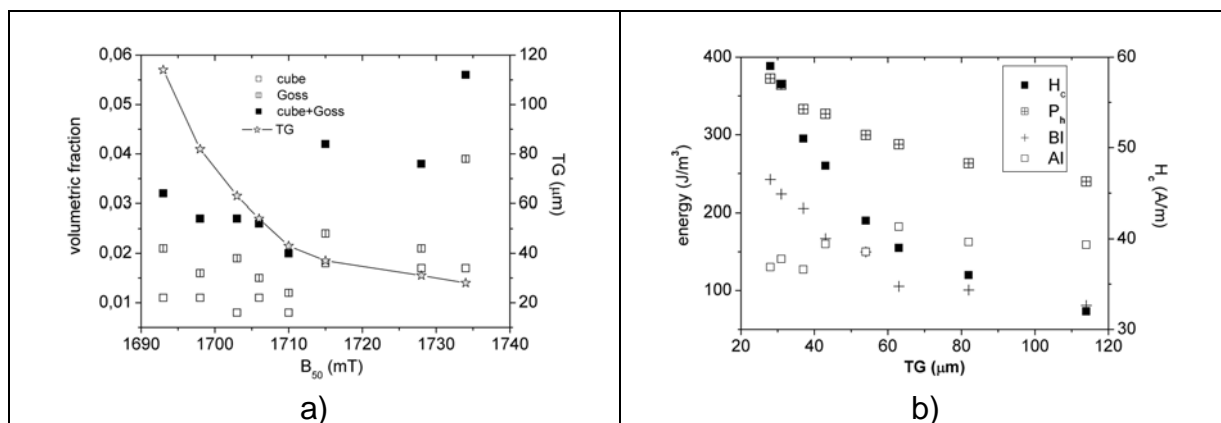 0,06
0,05
0,04
0,03
0,02
0,01
volumetric fraction
cube
Goss
cube+Goss
TG
120
100
80
60
40
20
TG (μm)
1690 1700 1710 1720 1730 1740
B50 (mT)
a)
400
300
200
100
energy (J/m³)
Hc
Ph
BI
AI
60
50
40
30
Hc (A/m)
20 40 60 80 100 120
TG (μm)
b)